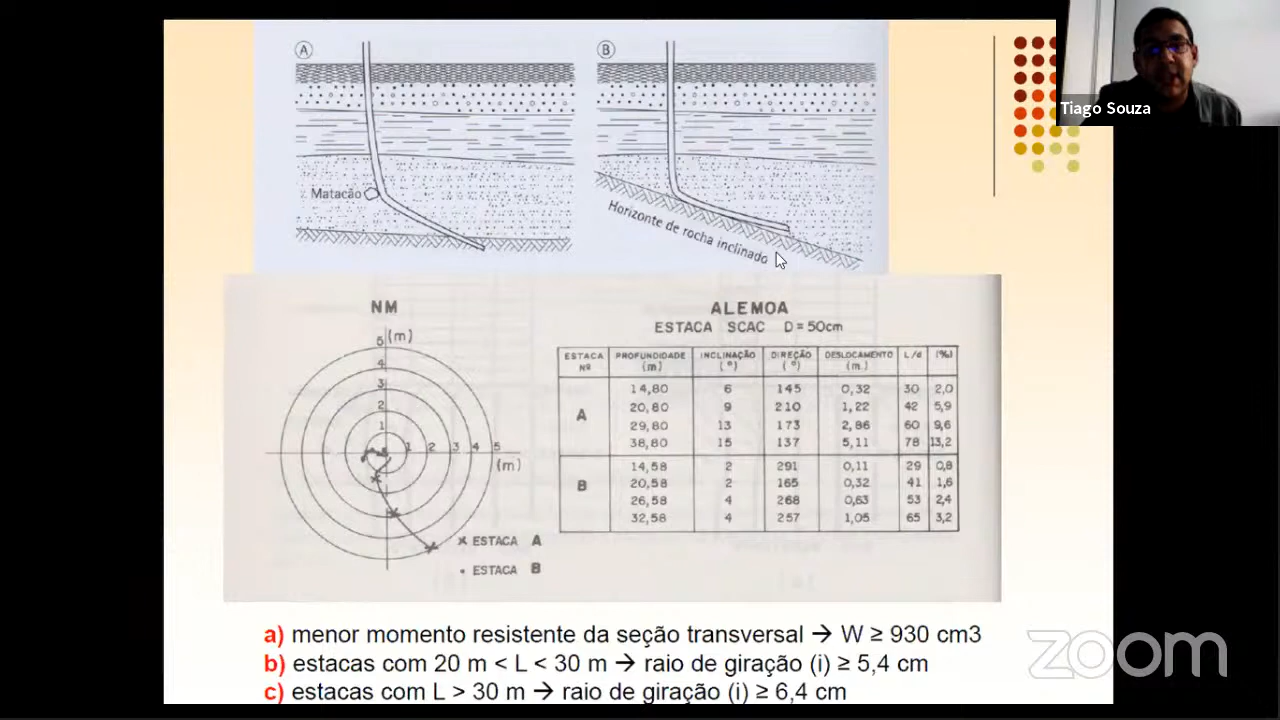 A
B
Tiago Souza
Matacão
Horizonte de rocha inclinado
NM
ALEMOA
ESTACA SCAC D = 50cm
5 (m)
4
3
2
1
1 2 3 4 5
(m)
ESTACA Nº PROFUNDIDADE (m) INCLINAÇÃO (°) DIREÇÃO (°) DESLOCAMENTO (m) L/d (%)
A
14,80 6 145 0,32 30 2,0
20,80 9 210 1,22 42 5,9
29,80 13 173 2,86 60 9,6
38,80 15 137 5,11 78 13,2
B
14,58 2 291 0,11 29 0,8
20,58 2 165 0,32 41 1,6
26,58 4 268 0,63 53 2,4
32,58 4 257 1,05 65 3,2
× ESTACA A
• ESTACA B
a) menor momento resistente da seção transversal → W ≥ 930 cm3
b) estacas com 20 m < L < 30 m → raio de giração (i) ≥ 5,4 cm
c) estacas com L > 30 m → raio de giração (i) ≥ 6,4 cm
zoom